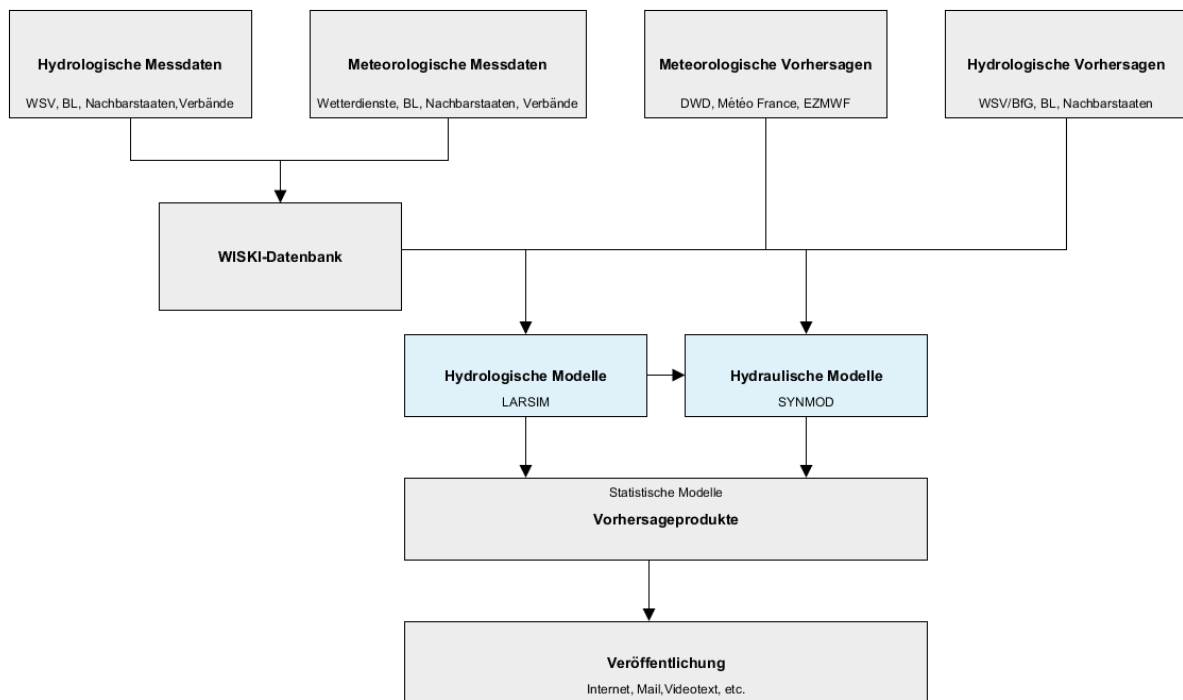 Hydrologische Messdaten
WSV, BL, Nachbarstaaten,Verbände
Meteorologische Messdaten
Wetterdienste, BL, Nachbarstaaten, Verbände
Meteorologische Vorhersagen
DWD, Météo France, EZMWF
Hydrologische Vorhersagen
WSV/BfG, BL, Nachbarstaaten
WISKI-Datenbank
Hydrologische Modelle
LARSIM
Hydraulische Modelle
SYNMOD
Statistische Modelle
Vorhersageprodukte
Veröffentlichung
Internet, Mail,Videotext, etc.